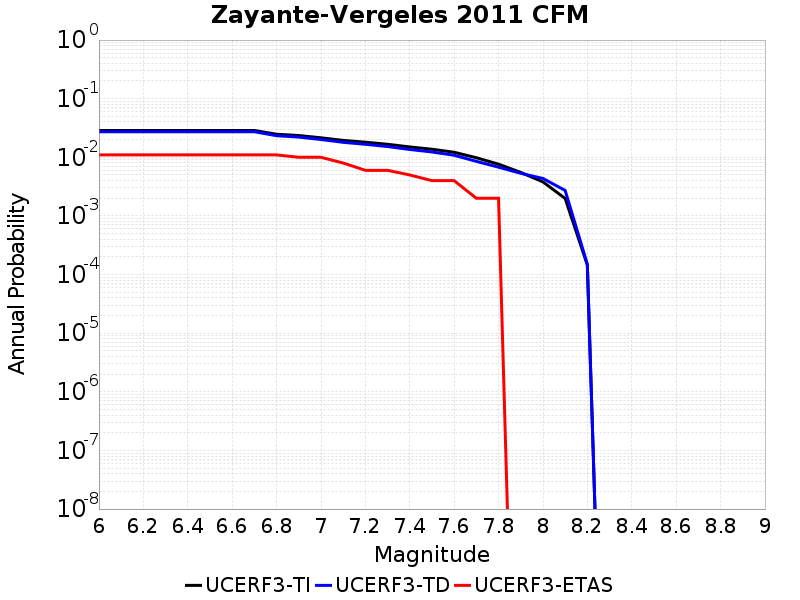 Zayante-Vergeles 2011 CFM
Annual Probability
10^0
10^-1
10^-2
10^-3
10^-4
10^-5
10^-6
10^-7
10^-8
6 6.2 6.4 6.6 6.8 7 7.2 7.4 7.6 7.8 8 8.2 8.4 8.6 8.8 9
Magnitude
UCERF3-TI UCERF3-TD UCERF3-ETAS